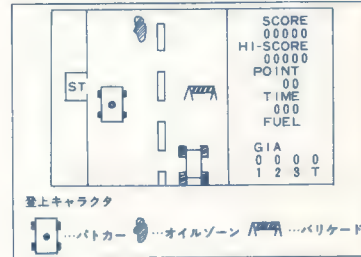 SCORE
00000
HI-SCORE
00000
POINT
00
TIME
000
FUEL
ST
GIA
0 0 0 0
1 2 3 T
登上キャラクタ
…パトカー …オイルゾーン …バリケード